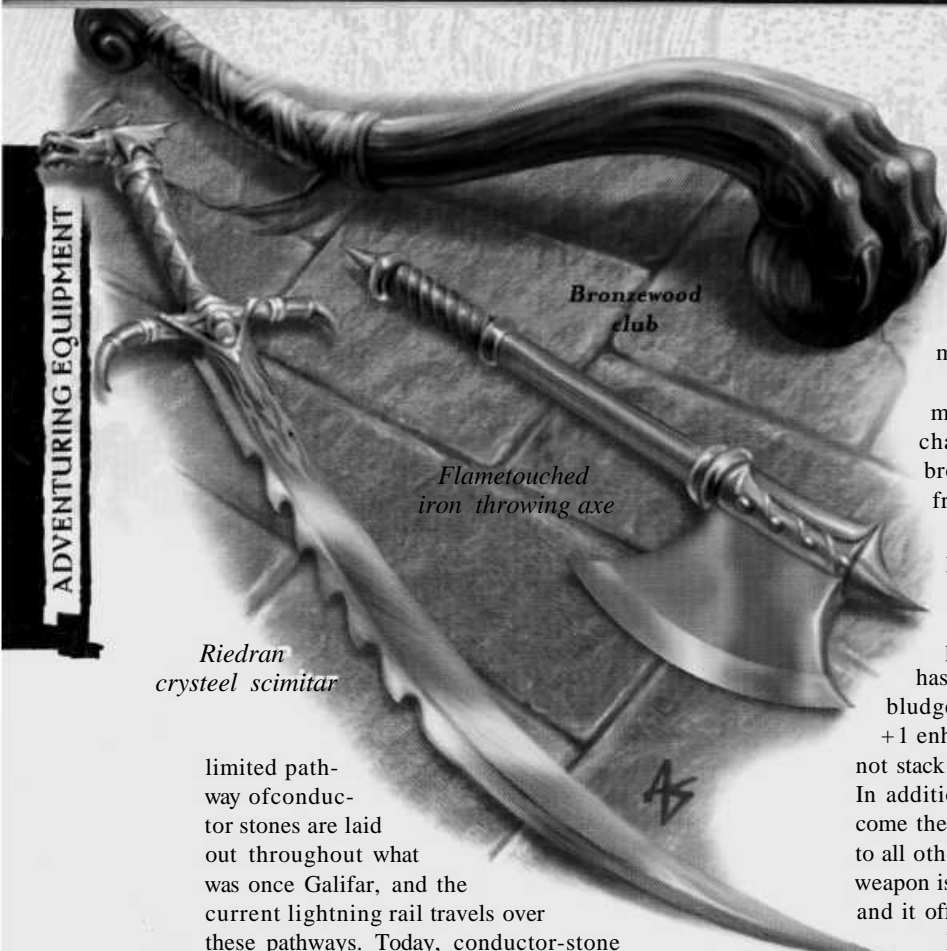 ADVENTURING EQUIPMENT
Bronzewood
club
Flametouched
iron throwing axe
Riedran
crysteel scimitar
limited path-
way ofconduc-
tor stones are laid
out throughout what
was once Galifar, and the
current lightning rail travels over
these pathways. Today, conductor-stone
m
m
cha
bro
fr
has
bludge
+1 enh
not stack
In additi
come the
to all oth
weapon is
and it of
AS